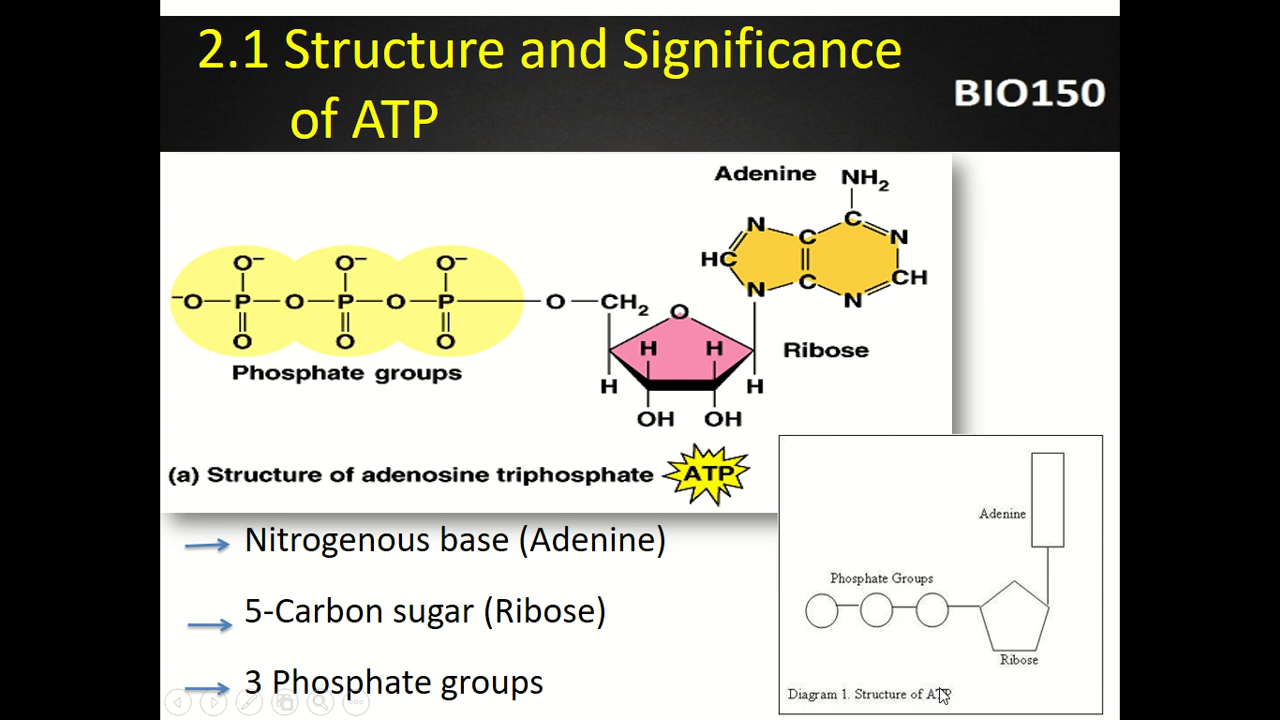 2.1 Structure and Significance
of ATP
BIO150
Adenine
NH2
N
C
N
HC
C
CH
N
C
N
O⁻
O⁻
O⁻
⁻O
P
O
P
O
P
O
CH2
O
O
O
O
Phosphate groups
H
H
Ribose
H
H
OH
OH
(a) Structure of adenosine triphosphate
ATP
Nitrogenous base (Adenine)
5-Carbon sugar (Ribose)
3 Phosphate groups
Adenine
Phosphate Groups
Ribose
Diagram 1. Structure of ATP